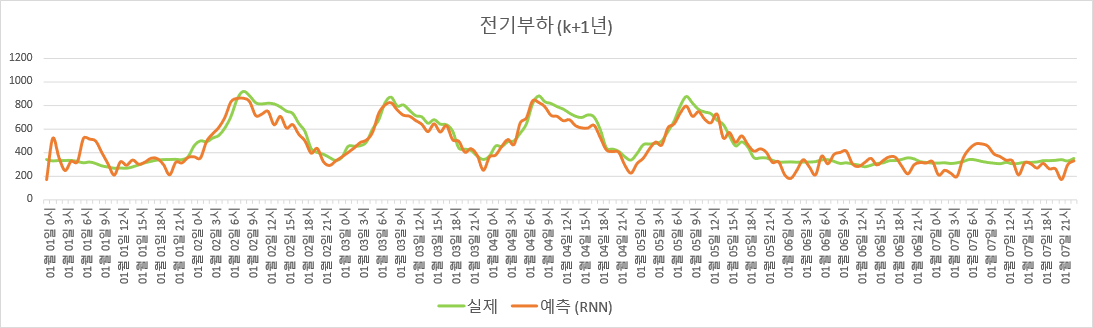 전기부하 (k+1년)
1200
1000
800
600
400
200
0
01월 01일 0시
01월 01일 3시
01월 01일 6시
01월 01일 9시
01월 01일 12시
01월 01일 15시
01월 01일 18시
01월 01일 21시
01월 02일 0시
01월 02일 3시
01월 02일 6시
01월 02일 9시
01월 02일 12시
01월 02일 15시
01월 02일 18시
01월 02일 21시
01월 03일 0시
01월 03일 3시
01월 03일 6시
01월 03일 9시
01월 03일 12시
01월 03일 15시
01월 03일 18시
01월 03일 21시
01월 04일 0시
01월 04일 3시
01월 04일 6시
01월 04일 9시
01월 04일 12시
01월 04일 15시
01월 04일 18시
01월 04일 21시
01월 05일 0시
01월 05일 3시
01월 05일 6시
01월 05일 9시
01월 05일 12시
01월 05일 15시
01월 05일 18시
01월 05일 21시
01월 06일 0시
01월 06일 3시
01월 06일 6시
01월 06일 9시
01월 06일 12시
01월 06일 15시
01월 06일 18시
01월 06일 21시
01월 07일 0시
01월 07일 3시
01월 07일 6시
01월 07일 9시
01월 07일 12시
01월 07일 15시
01월 07일 18시
01월 07일 21시
실제 예측 (RNN)